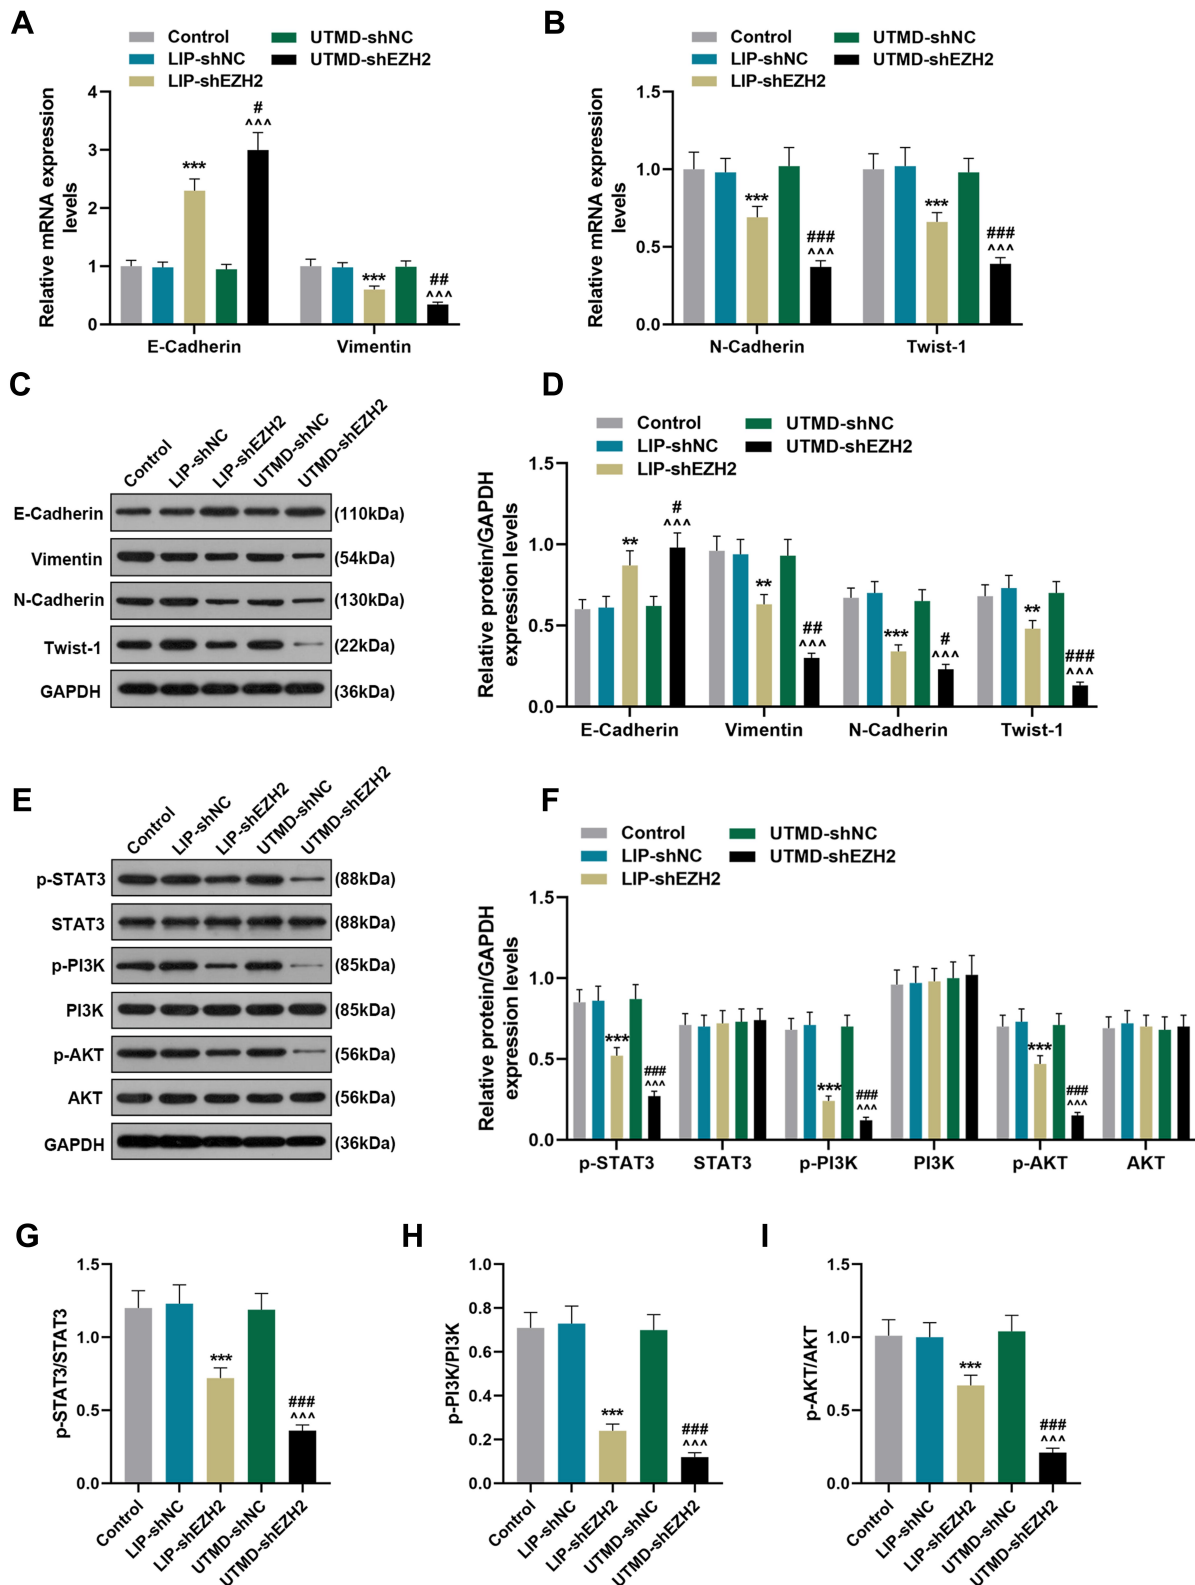 A
Control
LIP-shNC
LIP-shEZH2
UTMD-shNC
UTMD-shEZH2
Relative mRNA expression
levels
4
3
2
1
0
***
#
^^^
***
##
^^^
E-Cadherin
Vimentin
B
Control
LIP-shNC
LIP-shEZH2
UTMD-shNC
UTMD-shEZH2
Relative mRNA expression
levels
1.5
1.0
0.5
0.0
***
###
^^^
***
###
^^^
N-Cadherin
Twist-1
C
Control
LIP-shNC
LIP-shEZH2
UTMD-shNC
UTMD-shEZH2
E-Cadherin (110kDa)
Vimentin (54kDa)
N-Cadherin (130kDa)
Twist-1 (22kDa)
GAPDH (36kDa)
D
Control
LIP-shNC
LIP-shEZH2
UTMD-shNC
UTMD-shEZH2
Relative protein/GAPDH
expression levels
1.5
1.0
0.5
0.0
**
#
^^^
**
##
^^^
***
#
^^^
**
###
^^^
E-Cadherin
Vimentin
N-Cadherin
Twist-1
E
Control
LIP-shNC
LIP-shEZH2
UTMD-shNC
UTMD-shEZH2
p-STAT3 (88kDa)
STAT3 (88kDa)
p-PI3K (85kDa)
PI3K (85kDa)
p-AKT (56kDa)
AKT (56kDa)
GAPDH (36kDa)
F
Control
LIP-shNC
LIP-shEZH2
UTMD-shNC
UTMD-shEZH2
Relative protein/GAPDH
expression levels
1.5
1.0
0.5
0.0
***
###
^^^
***
###
^^^
***
###
^^^
p-STAT3
STAT3
p-PI3K
PI3K
p-AKT
AKT
G
p-STAT3/STAT3
1.5
1.0
0.5
0.0
***
###
^^^
Control
LIP-shNC
LIP-shEZH2
UTMD-shNC
UTMD-shEZH2
H
p-PI3K/PI3K
1.0
0.8
0.6
0.4
0.2
0.0
***
###
^^^
Control
LIP-shNC
LIP-shEZH2
UTMD-shNC
UTMD-shEZH2
I
p-AKT/AKT
1.5
1.0
0.5
0.0
***
###
^^^
Control
LIP-shNC
LIP-shEZH2
UTMD-shNC
UTMD-shEZH2